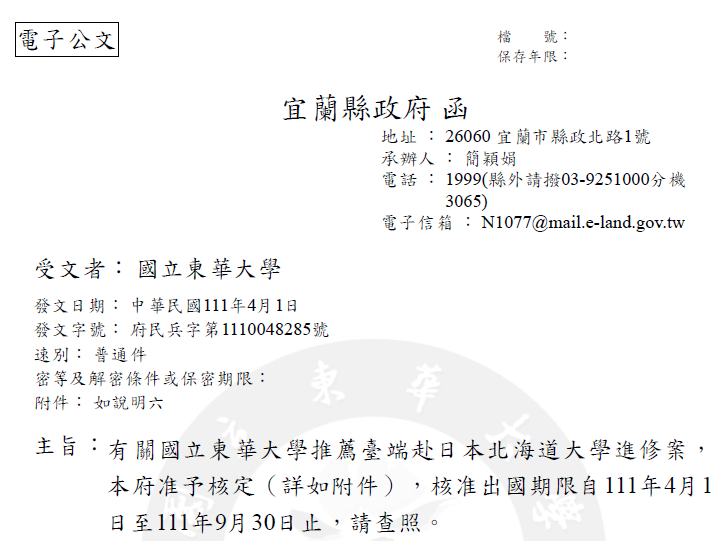 電子公文
檔　　號：
保存年限：
宜蘭縣政府 函
地址 ： 26060 宜蘭市縣政北路1號
承辦人 ： 簡穎娟
電話 ： 1999(縣外請撥03-9251000分機
3065)
電子信箱 ： N1077@mail.e-land.gov.tw
受文者： 國立東華大學
發文日期： 中華民國111年4月1日
發文字號： 府民兵字第1110048285號
速別： 普通件
密等及解密條件或保密期限：
附件： 如說明六
主旨：有關國立東華大學推薦臺端赴日本北海道大學進修案，
本府准予核定（詳如附件），核准出國期限自111年4月1
日至111年9月30日止，請查照。
東華大